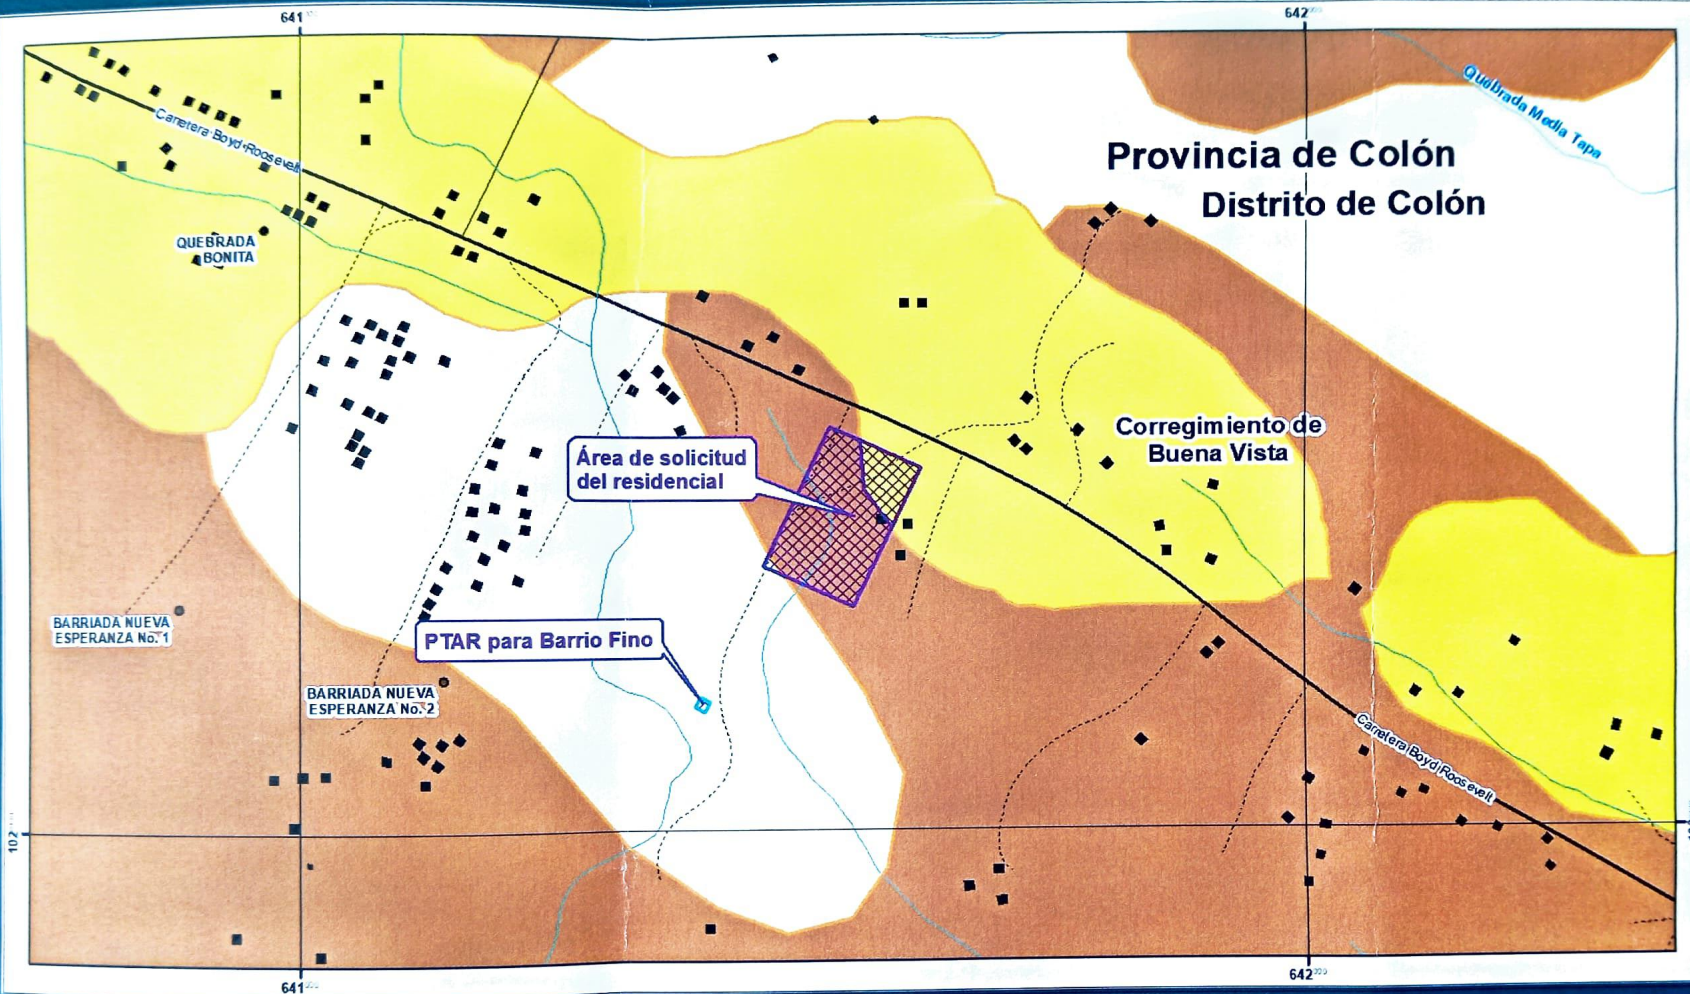 641
642
Quebrada Media Tapa
Provincia de Colón
Distrito de Colón
Carretera Boyd Roosevelt
QUEBRADA
BONITA
Corregimiento de
Buena Vista
Área de solicitud
del residencial
BARRIADA NUEVA
ESPERANZA No. 1
PTAR para Barrio Fino
BARRIADA NUEVA
ESPERANZA No. 2
Carretera Boyd Roosevelt
102
641
642